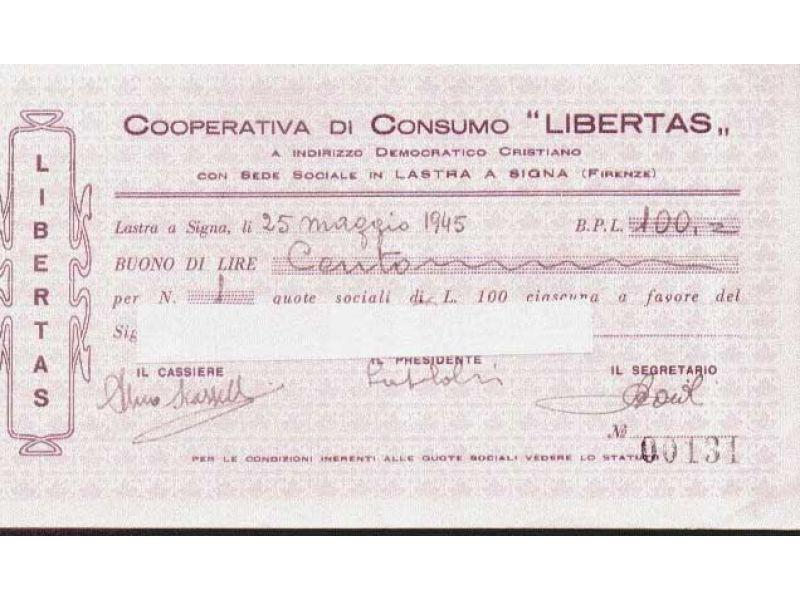 LIBERTAS
COOPERATIVA DI CONSUMO "LIBERTAS„
A INDIRIZZO DEMOCRATICO CRISTIANO
CON SEDE SOCIALE IN LASTRA A SIGNA (FIRENZE)
Lastra a Signa, li 25 maggio 1945 B.P.L. 100,=
BUONO DI LIRE Cento
per N. 1 quote sociali di L. 100 ciascuna a favore del
Sig
IL CASSIERE IL PRESIDENTE IL SEGRETARIO
№ 00131
PER LE CONDIZIONI INERENTI ALLE QUOTE SOCIALI VEDERE LO STATU